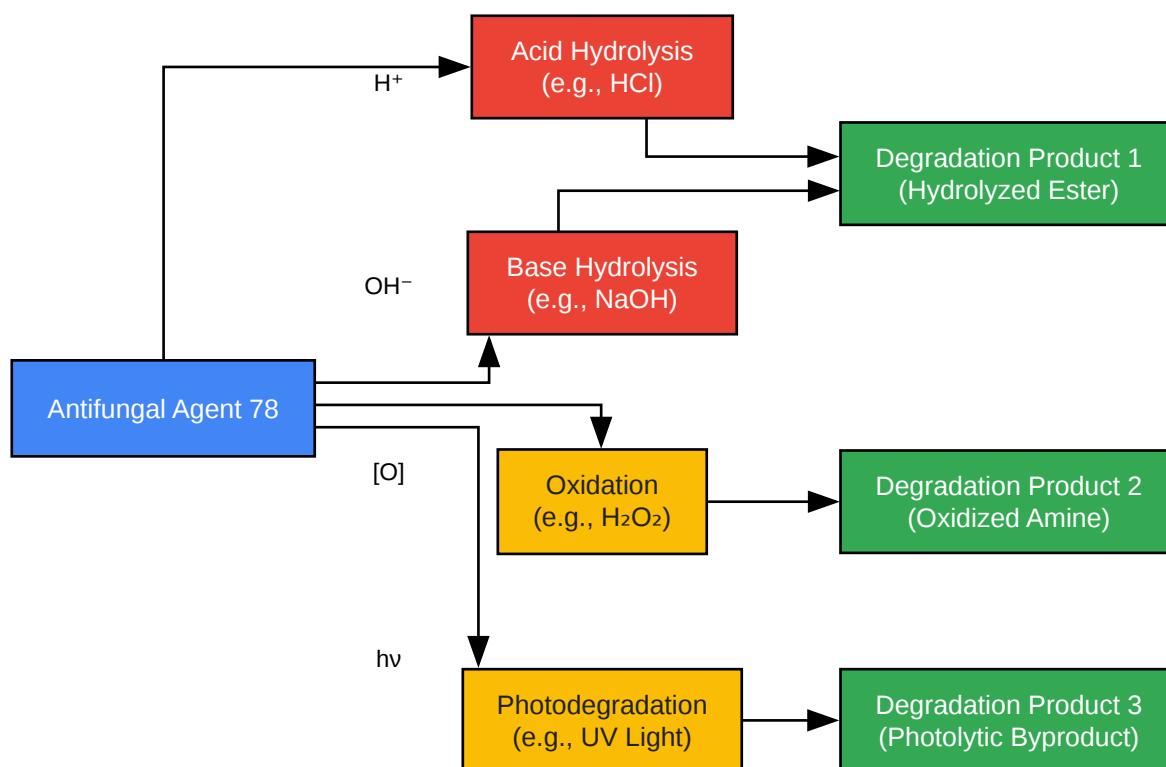 Acid Hydrolysis
(e.g., HCl)
H⁺
Degradation Product 1
(Hydrolyzed Ester)
Base Hydrolysis
(e.g., NaOH)
OH⁻
Antifungal Agent 78
[O]
Oxidation
(e.g., H₂O₂)
Degradation Product 2
(Oxidized Amine)
hν
Photodegradation
(e.g., UV Light)
Degradation Product 3
(Photolytic Byproduct)